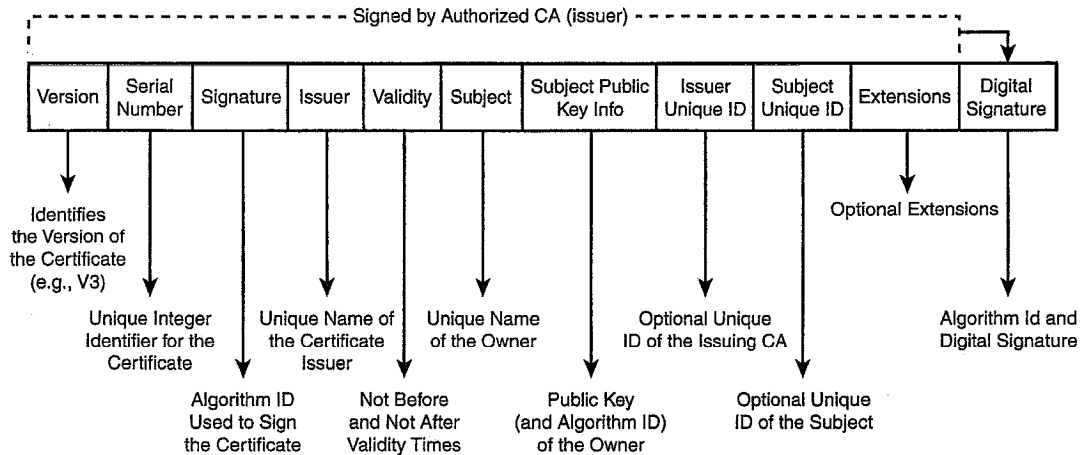 Signed by Authorized CA (issuer)
Version
Serial
Number
Signature
Issuer
Validity
Subject
Subject Public
Key Info
Issuer
Unique ID
Subject
Unique ID
Extensions
Digital
Signature
Identifies
the Version of
the Certificate
(e.g., V3)
Unique Integer
Identifier for the
Certificate
Algorithm ID
Used to Sign
the Certificate
Unique Name of
the Certificate
Issuer
Not Before
and Not After
Validity Times
Unique Name
of the Owner
Public Key
(and Algorithm ID)
of the Owner
Optional Unique
ID of the Issuing CA
Optional Unique
ID of the Subject
Optional Extensions
Algorithm Id and
Digital Signature